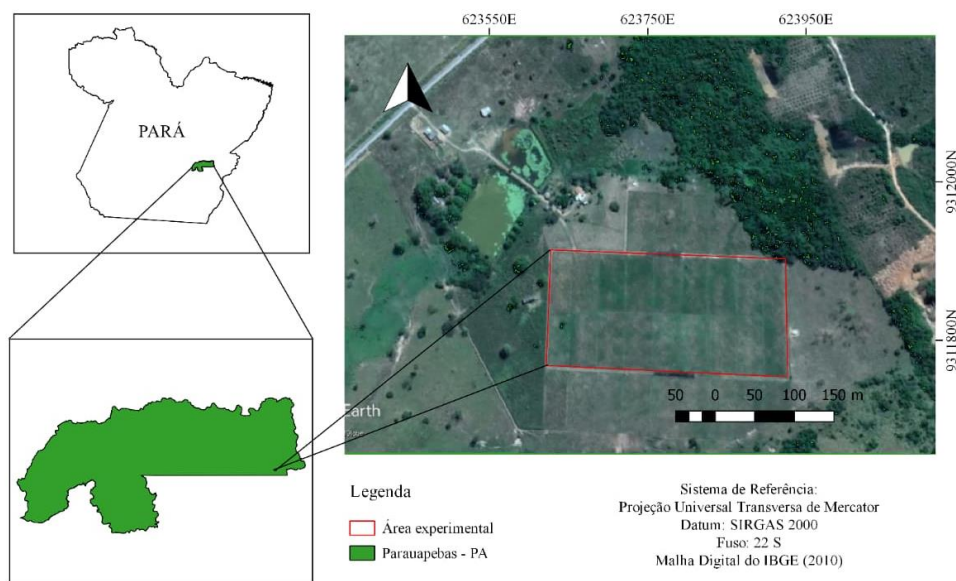 623550E
623750E
623950E
PARÁ
9312000N
9311800N
Earth
50 0 50 100 150 m
Legenda
Área experimental
Parauapebas - PA
Sistema de Referência:
Projeção Universal Transversa de Mercator
Datum: SIRGAS 2000
Fuso: 22 S
Malha Digital do IBGE (2010)